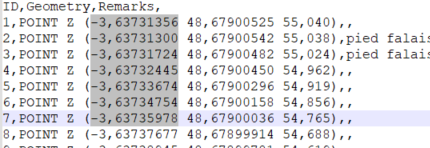 ID,Geometry,Remarks,
1,POINT Z (-3,63731356 48,67900525 55,040),,
2,POINT Z (-3,63731300 48,67900542 55,038),pied falais
3,POINT Z (-3,63731724 48,67900482 55,024),pied falais
4,POINT Z (-3,63732445 48,67900450 54,962),,
5,POINT Z (-3,63733674 48,67900296 54,919),,
6,POINT Z (-3,63734754 48,67900158 54,856),,
7,POINT Z (-3,63735978 48,67900036 54,765),,
8,POINT Z (-3,63737677 48,67899914 54,688),,